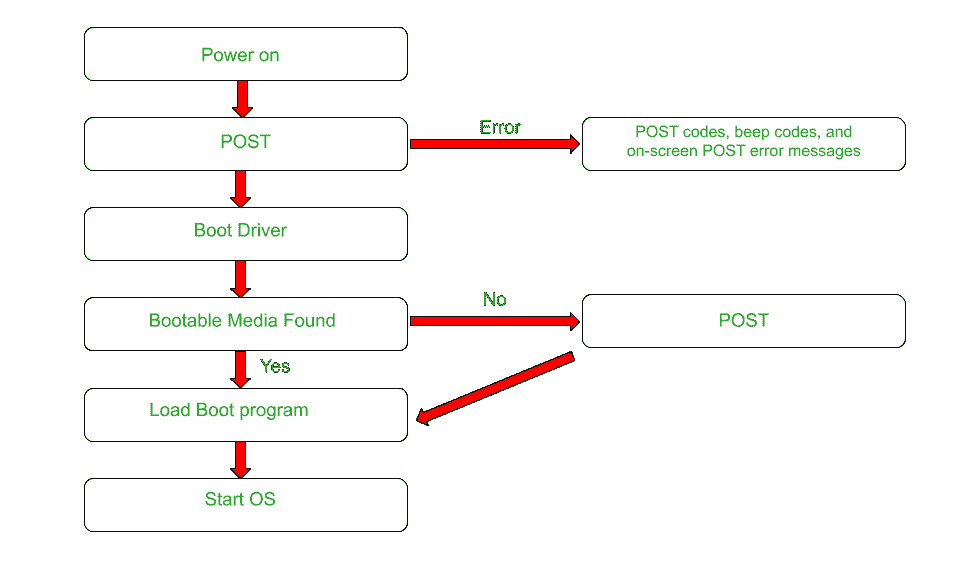 Power on
POST
Error
POST codes, beep codes, and
on-screen POST error messages
Boot Driver
Bootable Media Found
No
POST
Yes
Load Boot program
Start OS